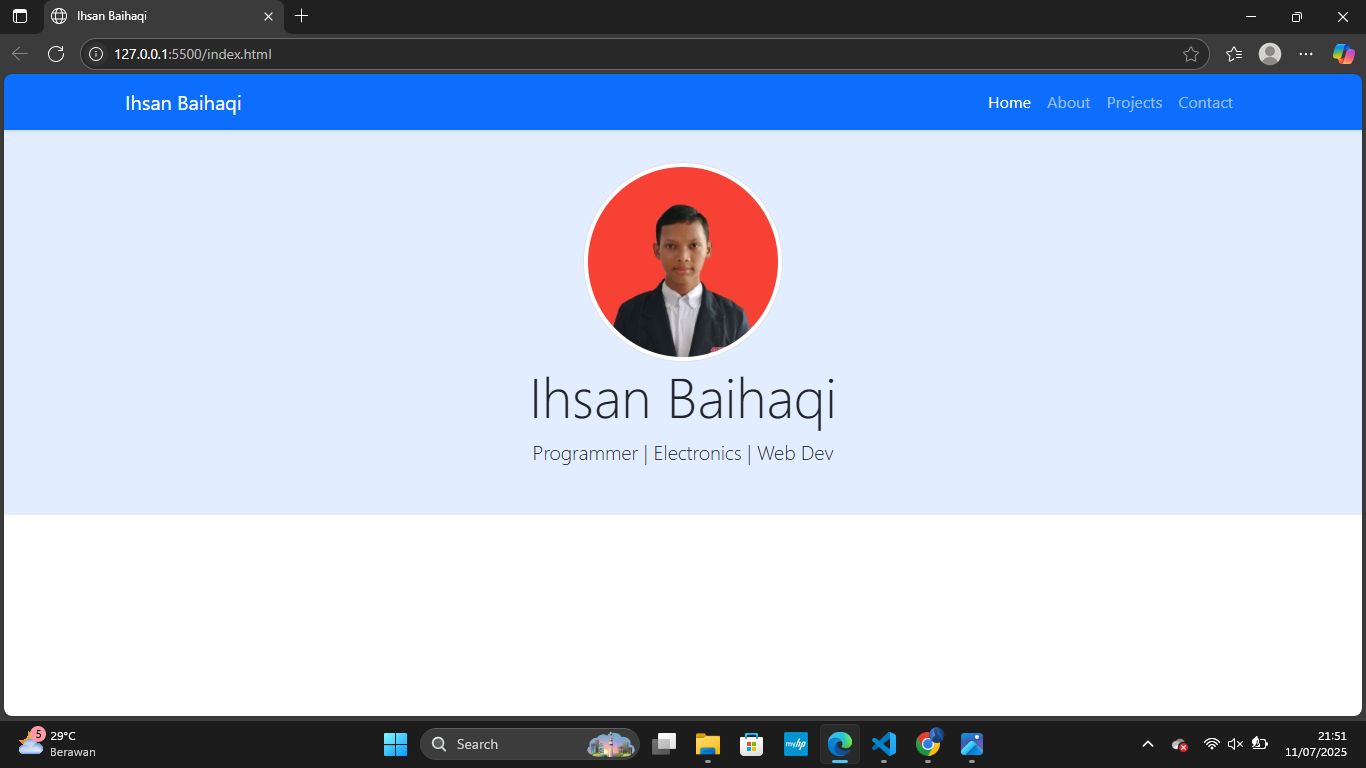 Ihsan Baihaqi
127.0.0.1:5500/index.html
Ihsan Baihaqi Home About Projects Contact
Ihsan Baihaqi
Programmer | Electronics | Web Dev
5 29°C
Berawan
Search
myhp
21:51
11/07/2025